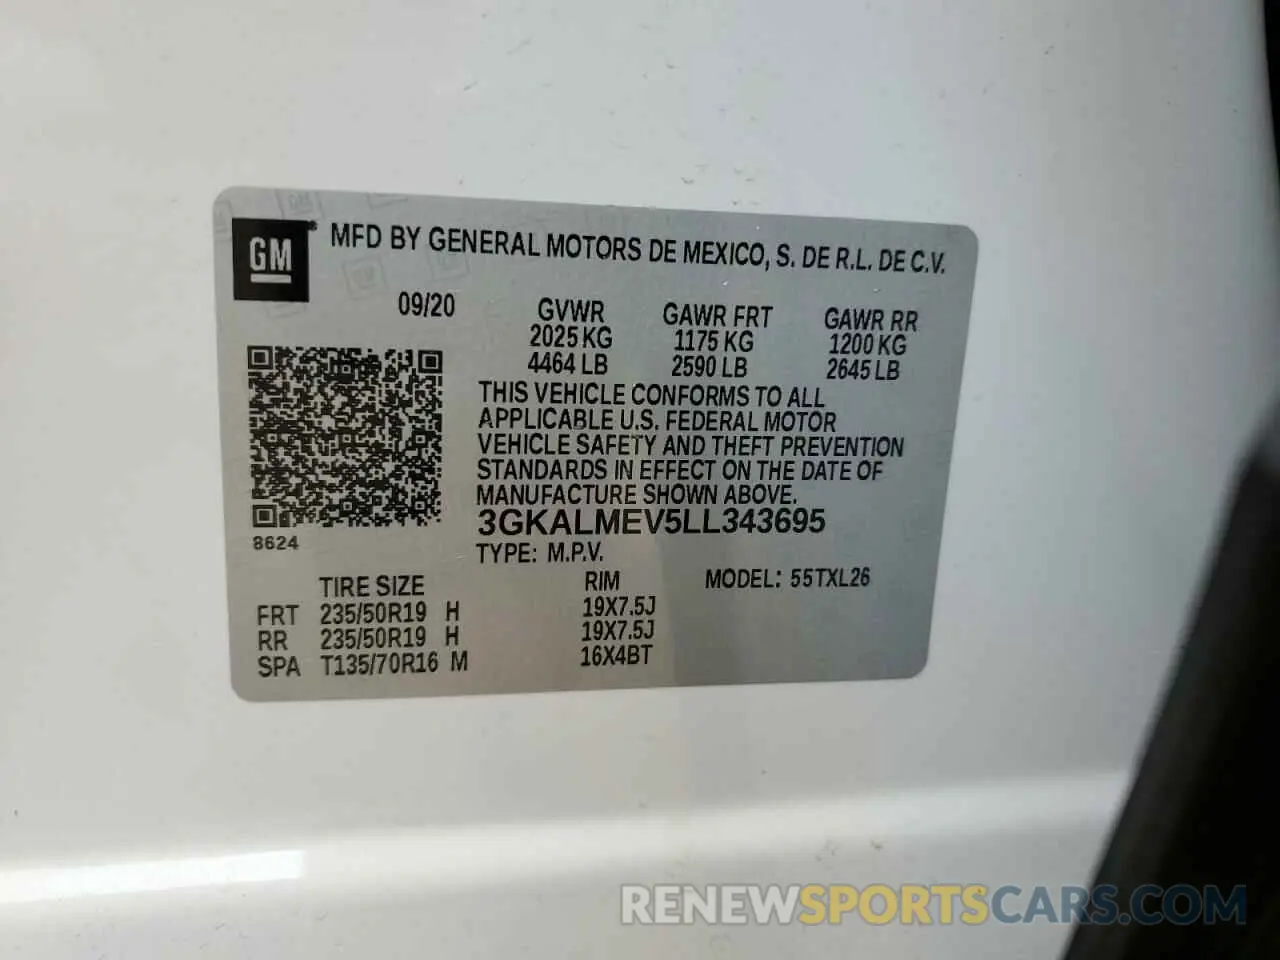 GM
MFD BY GENERAL MOTORS DE MEXICO, S. DE R.L. DE C.V.
09/20
GVWR GAWR FRT GAWR RR
2025 KG 1175 KG 1200 KG
4464 LB 2590 LB 2645 LB
THIS VEHICLE CONFORMS TO ALL
APPLICABLE U.S. FEDERAL MOTOR
VEHICLE SAFETY AND THEFT PREVENTION
STANDARDS IN EFFECT ON THE DATE OF
MANUFACTURE SHOWN ABOVE.
3GKALMEV5LL343695
8624
TYPE: M.P.V.
TIRE SIZE RIM MODEL: 55TXL26
FRT 235/50R19 H 19X7.5J
RR 235/50R19 H 19X7.5J
SPA T135/70R16 M 16X4BT
RENEWSPORTSCARS.COM